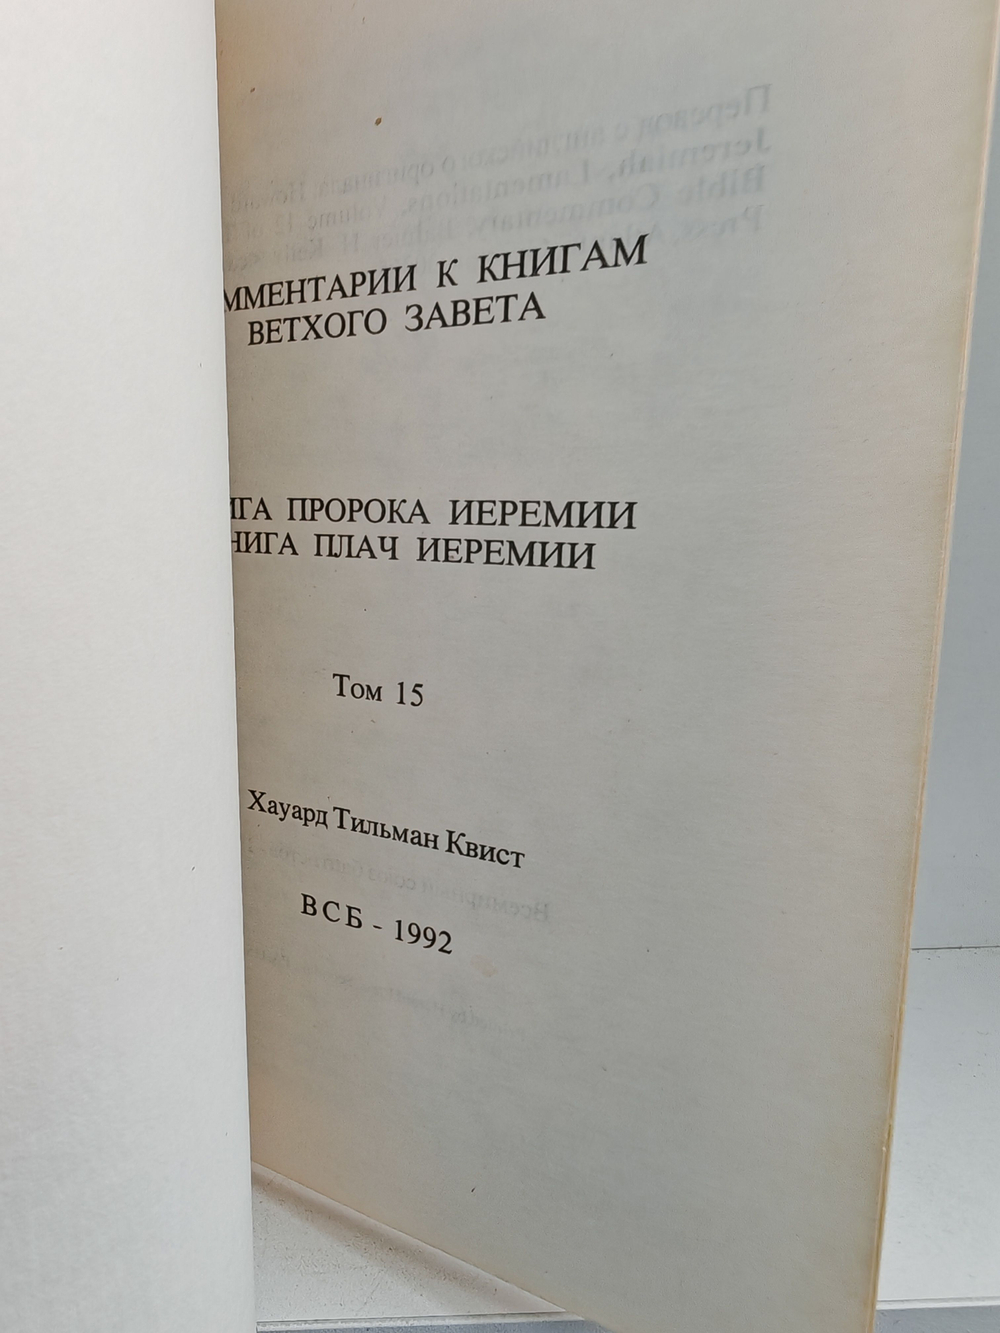 ММЕНТАРИИ К КНИГАМ
ВЕТХОГО ЗАВЕТА
ИГА ПРОРОКА ИЕРЕМИИ
НИГА ПЛАЧ ИЕРЕМИИ
Том 15
Хауард Тильман Квист
ВСБ - 1992